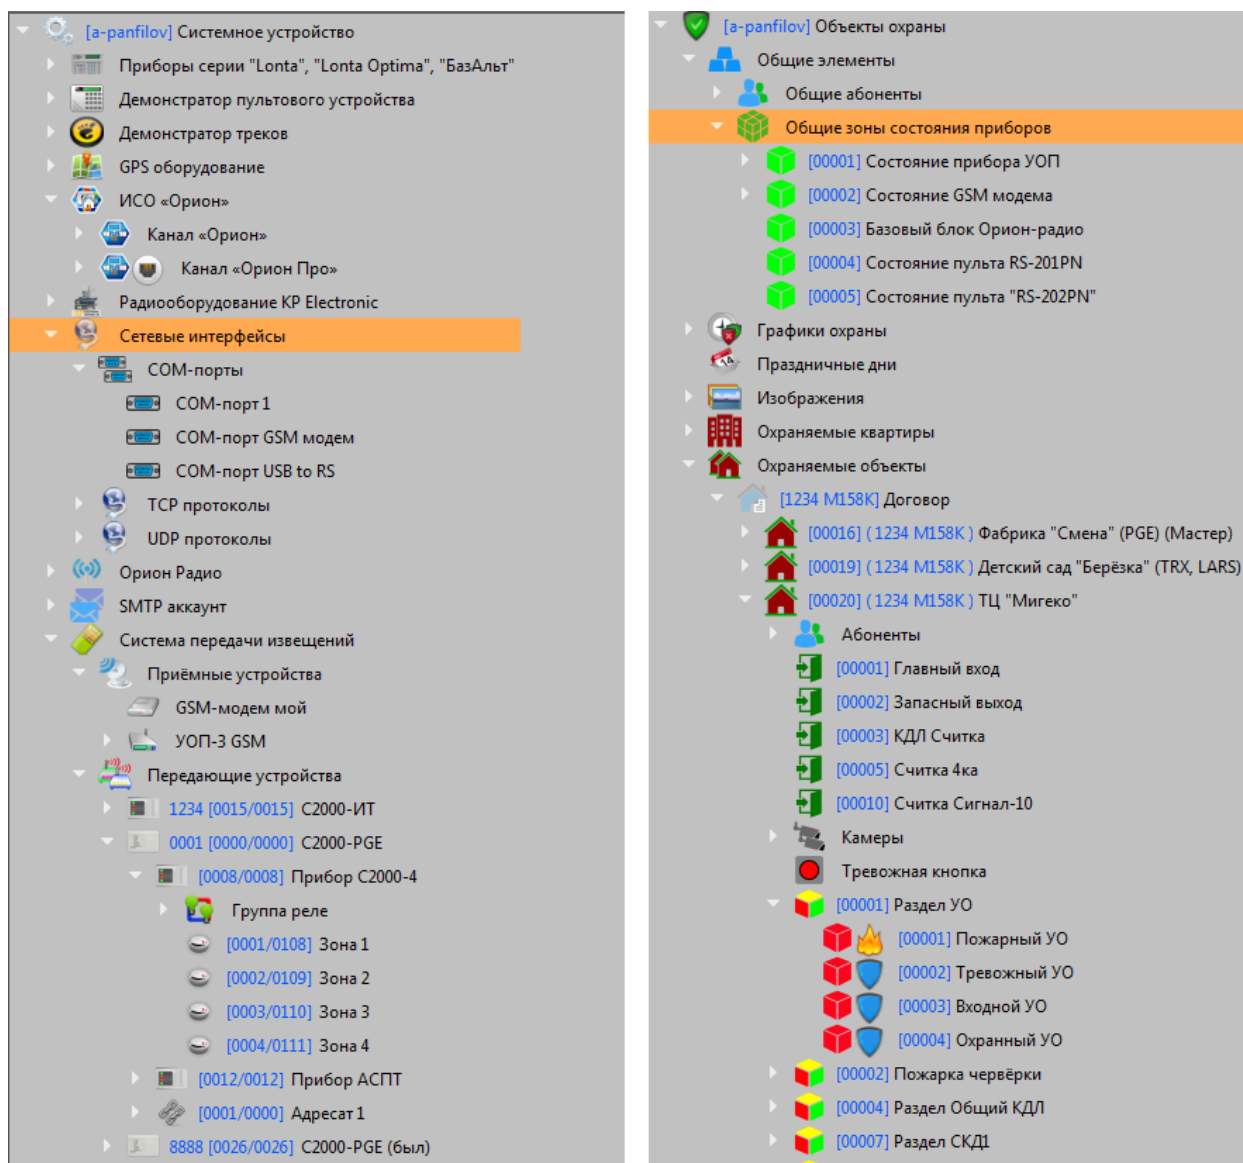 [a-panfilov] Системное устройство
Приборы серии "Lonta", "Lonta Optima", "БазАльт"
Демонстратор пультового устройства
Демонстратор треков
GPS оборудование
ИСО «Орион»
Канал «Орион»
Канал «Орион Про»
Радиооборудование KP Electronic
Сетевые интерфейсы
COM-порты
COM-порт 1
COM-порт GSM модем
COM-порт USB to RS
TCP протоколы
UDP протоколы
Орион Радио
SMTP аккаунт
Система передачи извещений
Приёмные устройства
GSM-модем мой
УОП-3 GSM
Передающие устройства
1234 [0015/0015] С2000-ИТ
0001 [0000/0000] С2000-PGE
[0008/0008] Прибор С2000-4
Группа реле
[0001/0108] Зона 1
[0002/0109] Зона 2
[0003/0110] Зона 3
[0004/0111] Зона 4
[0012/0012] Прибор АСПТ
[0001/0000] Адресат 1
8888 [0026/0026] С2000-PGE (был)
[a-panfilov] Объекты охраны
Общие элементы
Общие абоненты
Общие зоны состояния приборов
[00001] Состояние прибора УОП
[00002] Состояние GSM модема
[00003] Базовый блок Орион-радио
[00004] Состояние пульта RS-201PN
[00005] Состояние пульта "RS-202PN"
Графики охраны
Праздничные дни
Изображения
Охраняемые квартиры
Охраняемые объекты
[1234 М158К] Договор
[00016] ( 1234 М158К ) Фабрика "Смена" (PGE) (Мастер)
[00019] ( 1234 М158К ) Детский сад "Берёзка" (TRX, LARS)
[00020] ( 1234 М158К ) ТЦ "Мигеко"
Абоненты
[00001] Главный вход
[00002] Запасный выход
[00003] КДЛ Считка
[00005] Считка 4ка
[00010] Считка Сигнал-10
Камеры
Тревожная кнопка
[00001] Раздел УО
[00001] Пожарный УО
[00002] Тревожный УО
[00003] Входной УО
[00004] Охранный УО
[00002] Пожарка червёрки
[00004] Раздел Общий КДЛ
[00007] Раздел СКД1